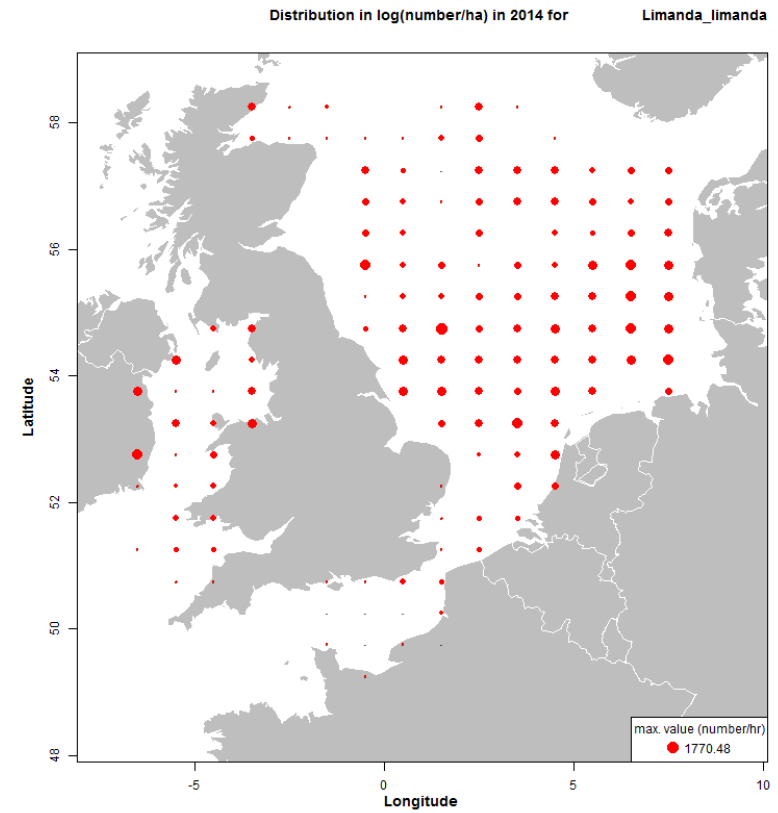 Distribution in log(number/ha) in 2014 for Limanda_limanda
58
56
54
52
50
48
Latitude
max. value (number/hr)
1770.48
-5 0 5 10
Longitude